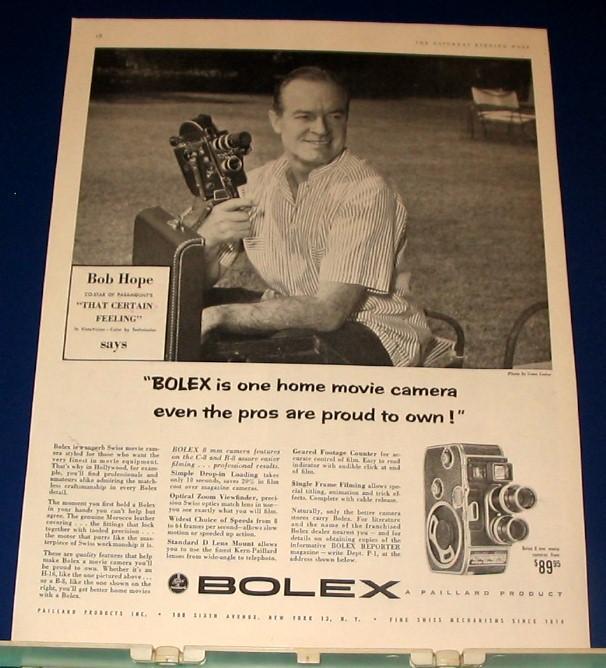 18
THE SATURDAY EVENING POST
Bob Hope
CO-STAR OF PARAMOUNT'S
"THAT CERTAIN
FEELING"
in VistaVision - Color by Technicolor
says
Photo by Gene Lester
"BOLEX is one home movie camera
even the pros are proud to own!"
Bolex is
Swiss movie cam-
eras styled for those who want the
very finest in movie equipment.
That's why in Hollywood, for exam-
ple, you'll find professionals and
amateurs alike admiring the match-
less craftsmanship in every Bolex
detail.
The moment you first hold a Bolex
in your hands you can't help but
agree. The genuine Morocco leather
covering . . . the fittings that lock
together with tooled precision . . .
the motor that purrs like the mas-
terpiece of Swiss workmanship it is.
These are quality features that help
make Bolex a movie camera you'll
be proud to own. Whether it's an
H-16, like the one pictured above . . .
or a B-8, like the one shown on the
right, you'll get better home movies
with a Bolex.
BOLEX 8 mm camera features
on the C-8 and B-8 assure easier
filming . . . professional results.
Simple Drop-in Loading takes
only 10 seconds, saves 20% in film
cost over magazine cameras.
Optical Zoom Viewfinder, preci-
sion Swiss optics match lens in use—
you see exactly what you will film.
Widest Choice of Speeds from 8
to 64 frames per second—allows slow
motion or speeded up action.
Standard D Lens Mount allows
you to use the finest Kern-Paillard
lenses from wide-angle to telephoto.
Geared Footage Counter for ac-
curate control of film. Easy to read
indicator with audible click at end
of film.
Single Frame Filming allows spe-
cial titling, animation and trick ef-
fects. Complete with cable release.
Naturally, only the better camera
stores carry Bolex. For literature
and the name of the franchised
Bolex dealer nearest you — and for
details on obtaining copies of the
informative BOLEX REPORTER
magazine — write Dept. P-1, at the
address shown below.
Bolex 8 mm movie
cameras from
$89.95
BOLEX
A PAILLARD PRODUCT
PAILLARD PRODUCTS INC. • 100 SIXTH AVENUE, NEW YORK 13, N. Y. • FINE SWISS MECHANISMS SINCE 1814